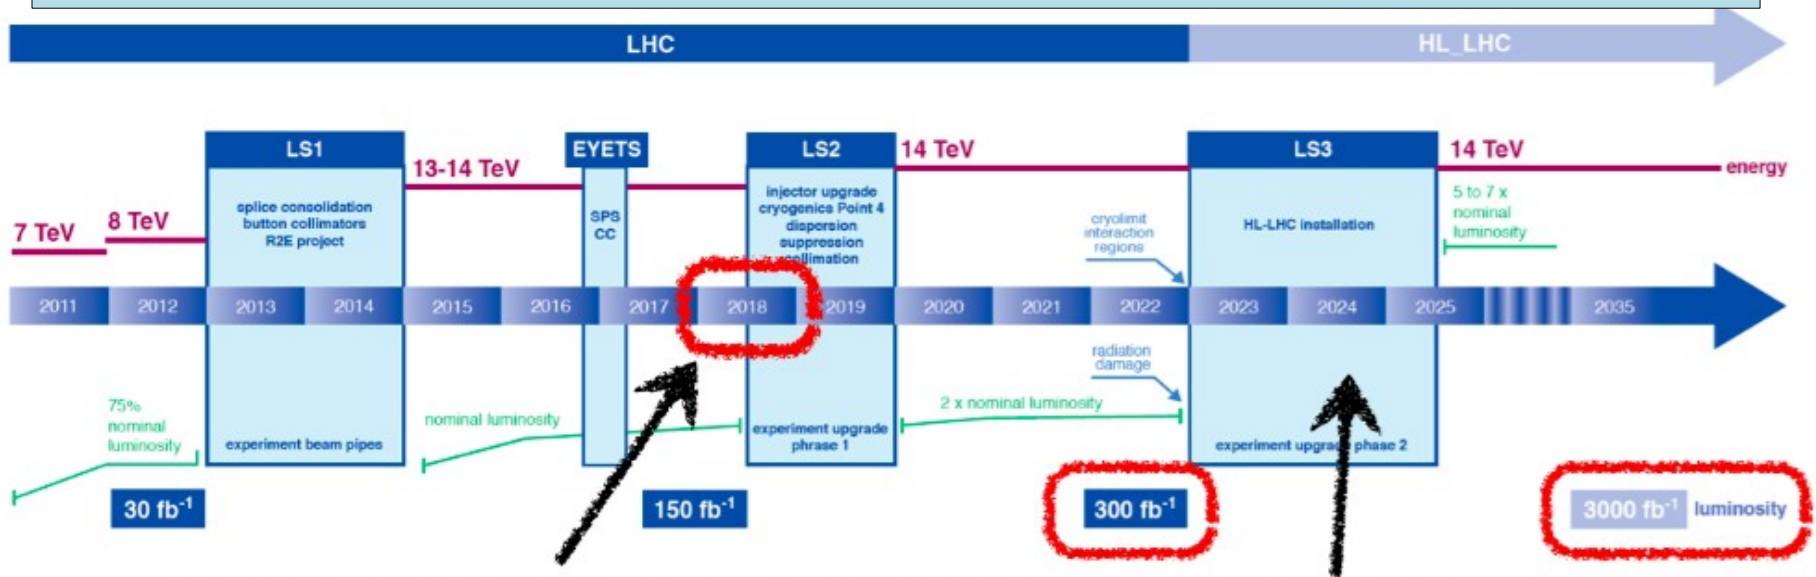 LHC
HL_LHC
LS1
EYETS
LS2
14 TeV
LS3
14 TeV
energy
13-14 TeV
7 TeV
8 TeV
splice consolidation
button collimators
R2E project
SPS
CC
injector upgrade
cryogenics Point 4
dispersion
suppression
collimation
cryolimit
interaction
regions
HL-LHC installation
5 to 7 x
nominal
luminosity
2011
2012
2013
2014
2015
2016
2017
2018
2019
2020
2021
2022
2023
2024
2025
2035
radiation
damage
75%
nominal
luminosity
nominal luminosity
2 x nominal luminosity
experiment beam pipes
experiment upgrade
phrase 1
experiment upgrade phase 2
30 fb⁻¹
150 fb⁻¹
300 fb⁻¹
3000 fb⁻¹
luminosity